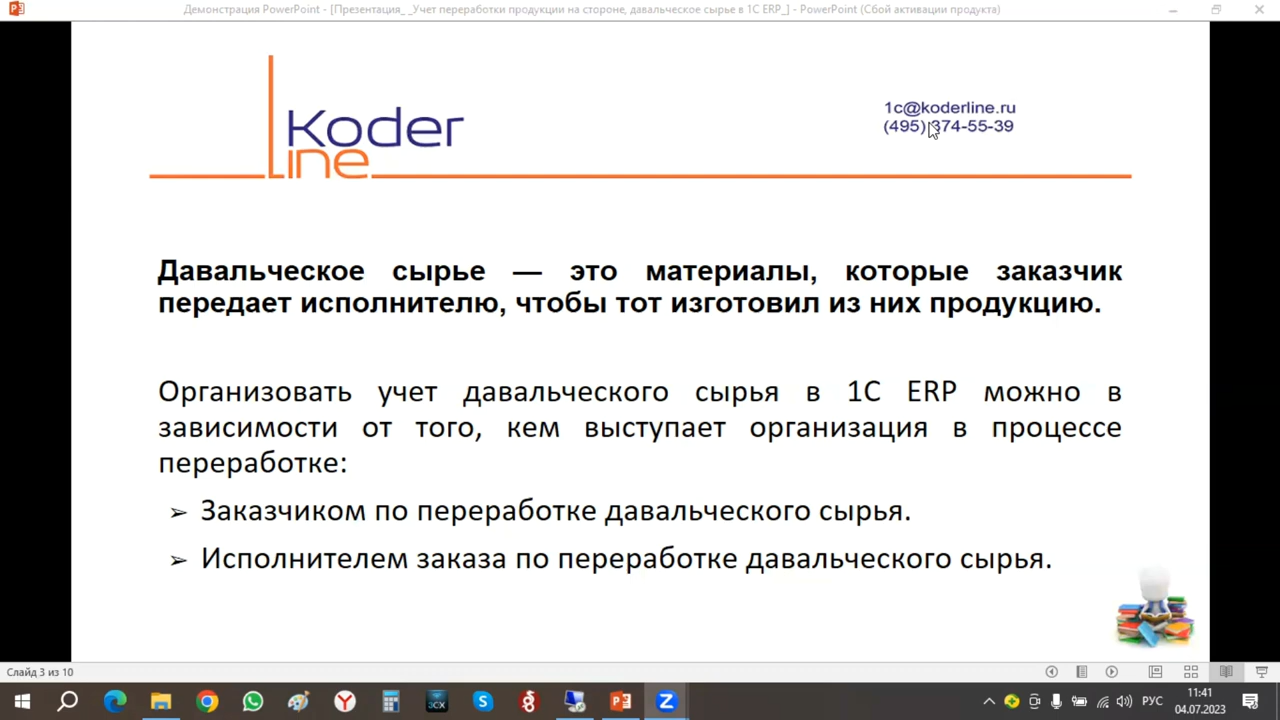 Демонстрация PowerPoint - [Презентация_ _Учет переработки продукции на стороне, давальческое сырье в 1С ERP_] - PowerPoint (Сбой активации продукта)
Koder
line
1c@koderline.ru
(495) 374-55-39
Давальческое сырье — это материалы, которые заказчик
передает исполнителю, чтобы тот изготовил из них продукцию.
Организовать учет давальческого сырья в 1С ERP можно в
зависимости от того, кем выступает организация в процессе
переработке:
➢ Заказчиком по переработке давальческого сырья.
➢ Исполнителем заказа по переработке давальческого сырья.
Слайд 3 из 10
РУС
11:41
04.07.2023